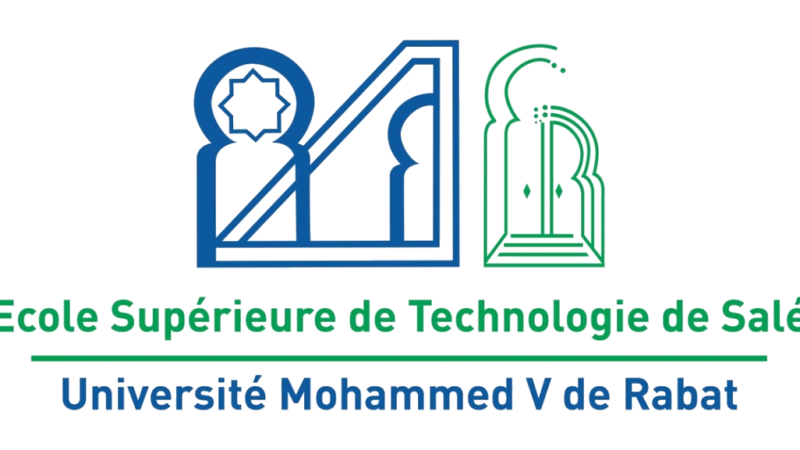 Ecole Supérieure de Technologie de Salé
Université Mohammed V de Rabat